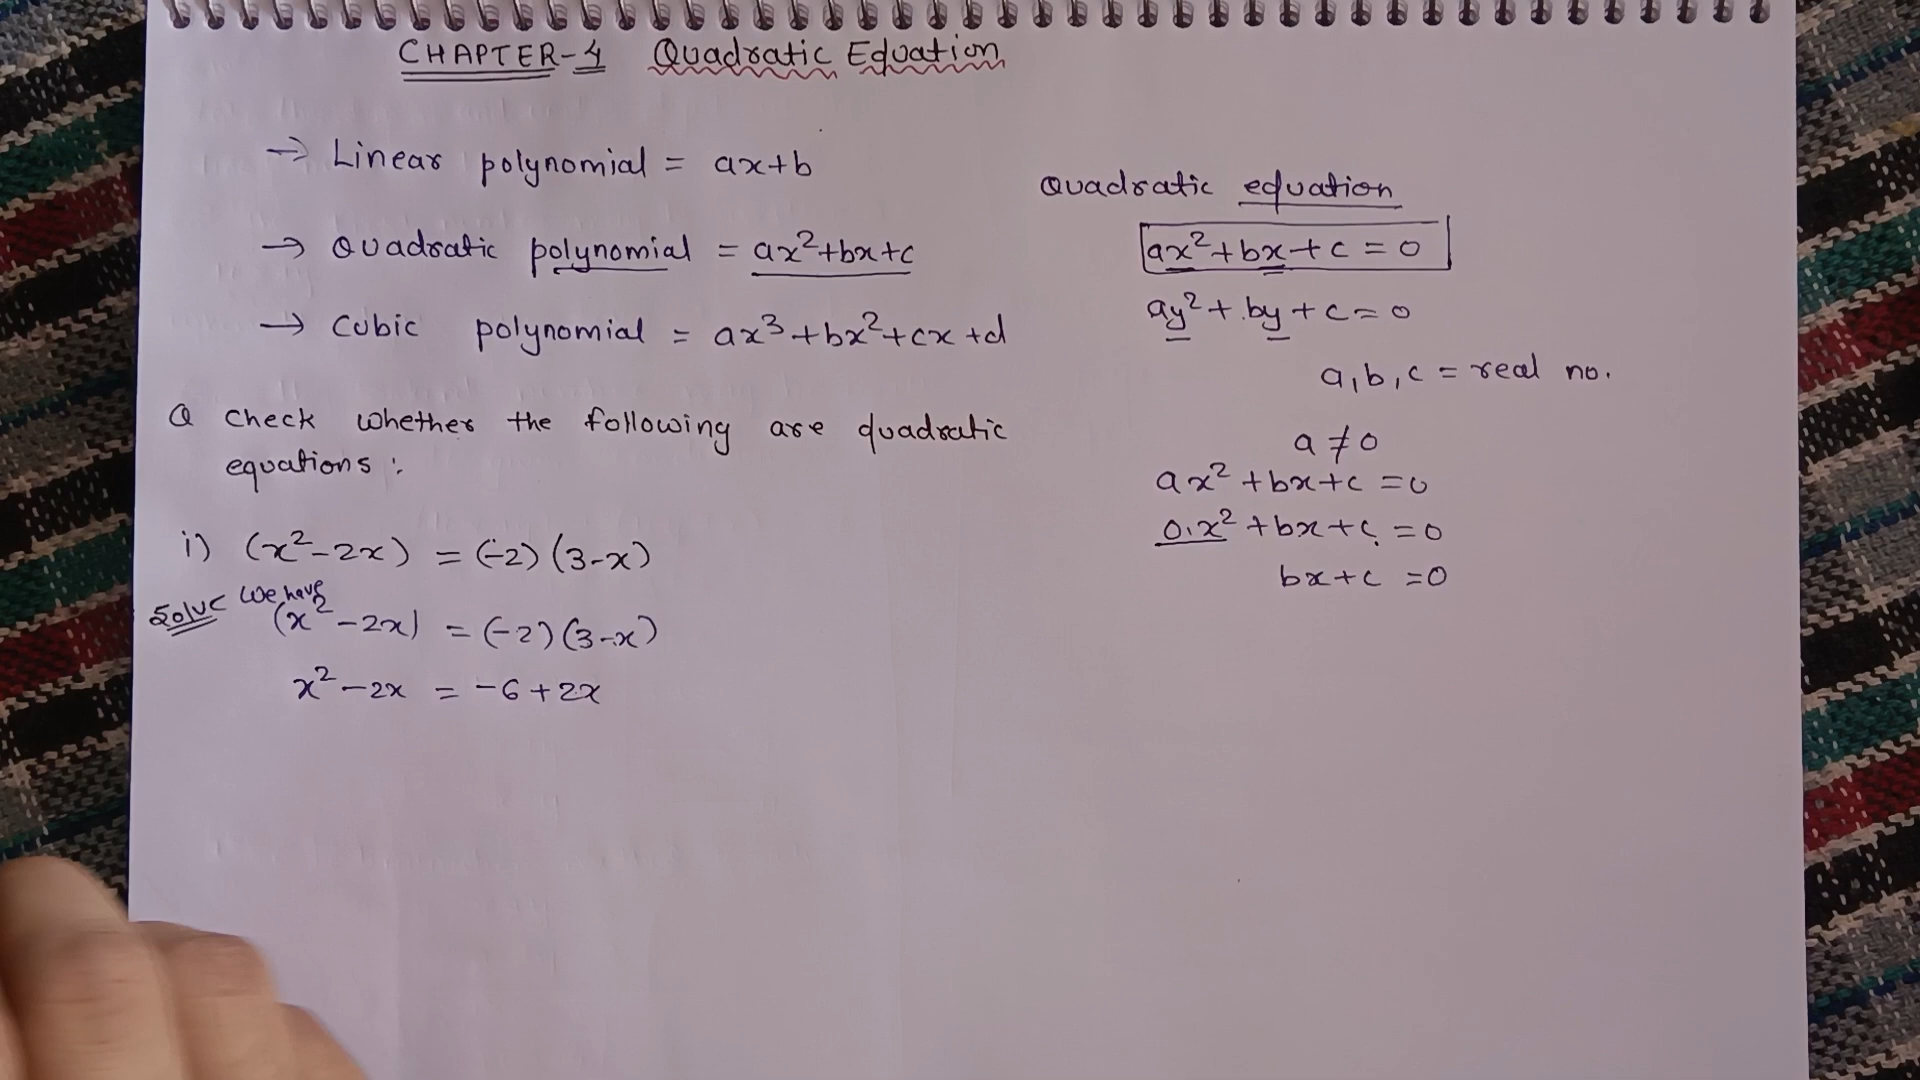 CHAPTER-4 Quadratic Equation
→ Linear polynomial = ax+b
→ Quadratic polynomial = ax²+bx+c
→ Cubic polynomial = ax³+bx²+cx+d
Q Check whether the following are quadratic
equations :
i) (x²-2x) = (-2)(3-x)
Solve We have
(x²-2x) = (-2)(3-x)
x²-2x = -6+2x
Quadratic equation
ax²+bx+c = 0
ay²+by+c=0
a,b,c = real no.
a≠0
ax²+bx+c=0
0.x²+bx+c=0
bx+c=0